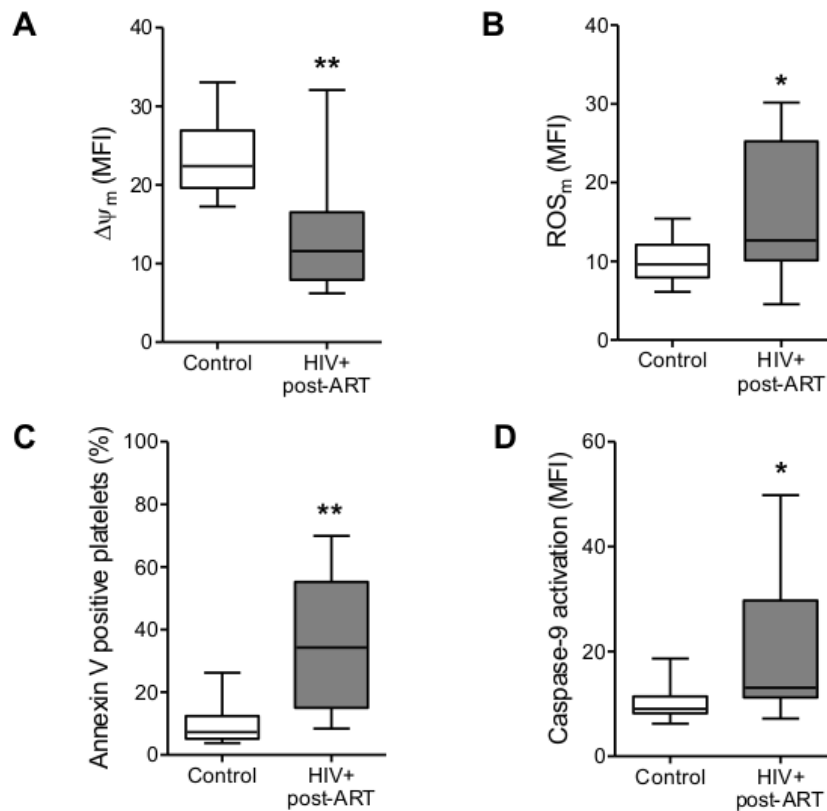 A
Δψm (MFI)
40
30
20
10
0
**
Control
HIV+
post-ART
B
ROSm (MFI)
40
30
20
10
0
*
Control
HIV+
post-ART
C
Annexin V positive platelets (%)
100
80
60
40
20
0
**
Control
HIV+
post-ART
D
Caspase-9 activation (MFI)
60
40
20
0
*
Control
HIV+
post-ART